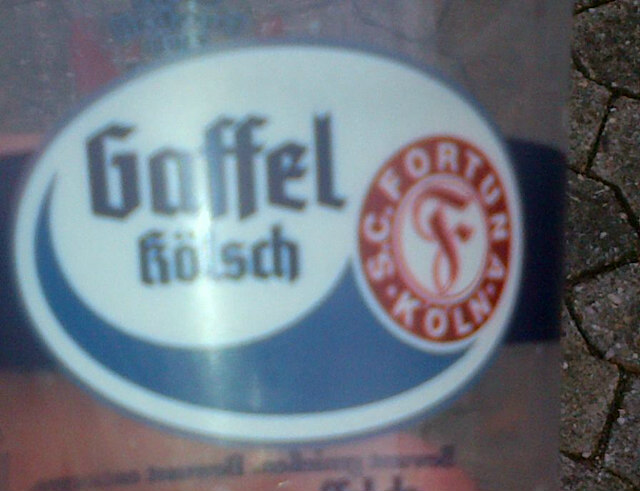 Gaffel
Kölsch
S.C. FORTUNA
KÖLN
F